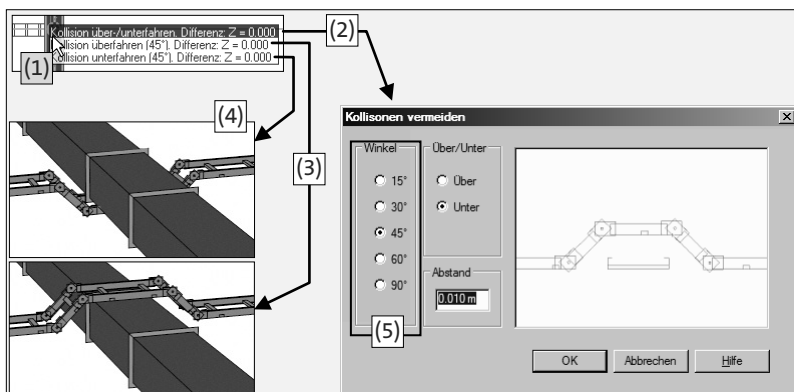 Kollision über-/unterfahren. Differenz: Z = 0.000
Kollision überfahren (45°). Differenz: Z = 0.000
Kollision unterfahren (45°). Differenz: Z = 0.000
(1)
(2)
(4)
(3)
Kollisonen vermeiden
Winkel
15°
30°
45°
60°
90°
(5)
Über/Unter
Über
Unter
Abstand
0.010 m
OK
Abbrechen
Hilfe